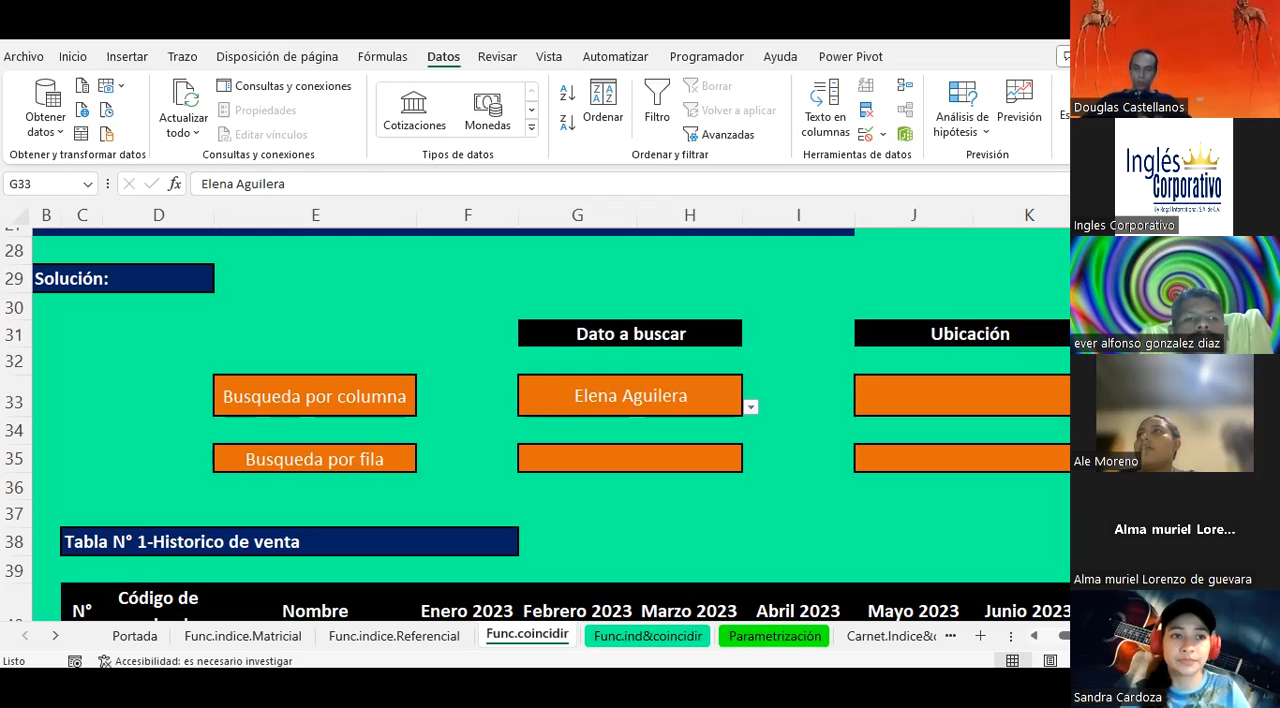 Archivo Inicio Insertar Trazo Disposición de página Fórmulas Datos Revisar Vista Automatizar Programador Ayuda Power Pivot
Obtener datos
Actualizar todo
Consultas y conexiones
Propiedades
Editar vínculos
Cotizaciones
Monedas
Ordenar
Filtro
Borrar
Volver a aplicar
Avanzadas
Texto en columnas
Análisis de hipótesis
Previsión
Obtener y transformar datos
Consultas y conexiones
Tipos de datos
Ordenar y filtrar
Herramientas de datos
Previsión
G33
fx
Elena Aguilera
B C D E F G H I J K
28
29 Solución:
30
31 Dato a buscar Ubicación
32
33 Busqueda por columna Elena Aguilera
34
35 Busqueda por fila
36
37
38 Tabla N° 1-Historico de venta
39
N° Código de Nombre Enero 2023 Febrero 2023 Marzo 2023 Abril 2023 Mayo 2023 Junio 2023
Portada Func.indice.Matricial Func.indice.Referencial Func.coincidir Func.ind&coincidir Parametrización Carnet.Indice&c
Listo Accesibilidad: es necesario investigar
Douglas Castellanos
Inglés
Corporativo
Ingles Corporativo
ever alfonso gonzalez diaz
Ale Moreno
Alma muriel Lore...
Alma muriel Lorenzo de guevara
Sandra Cardoza